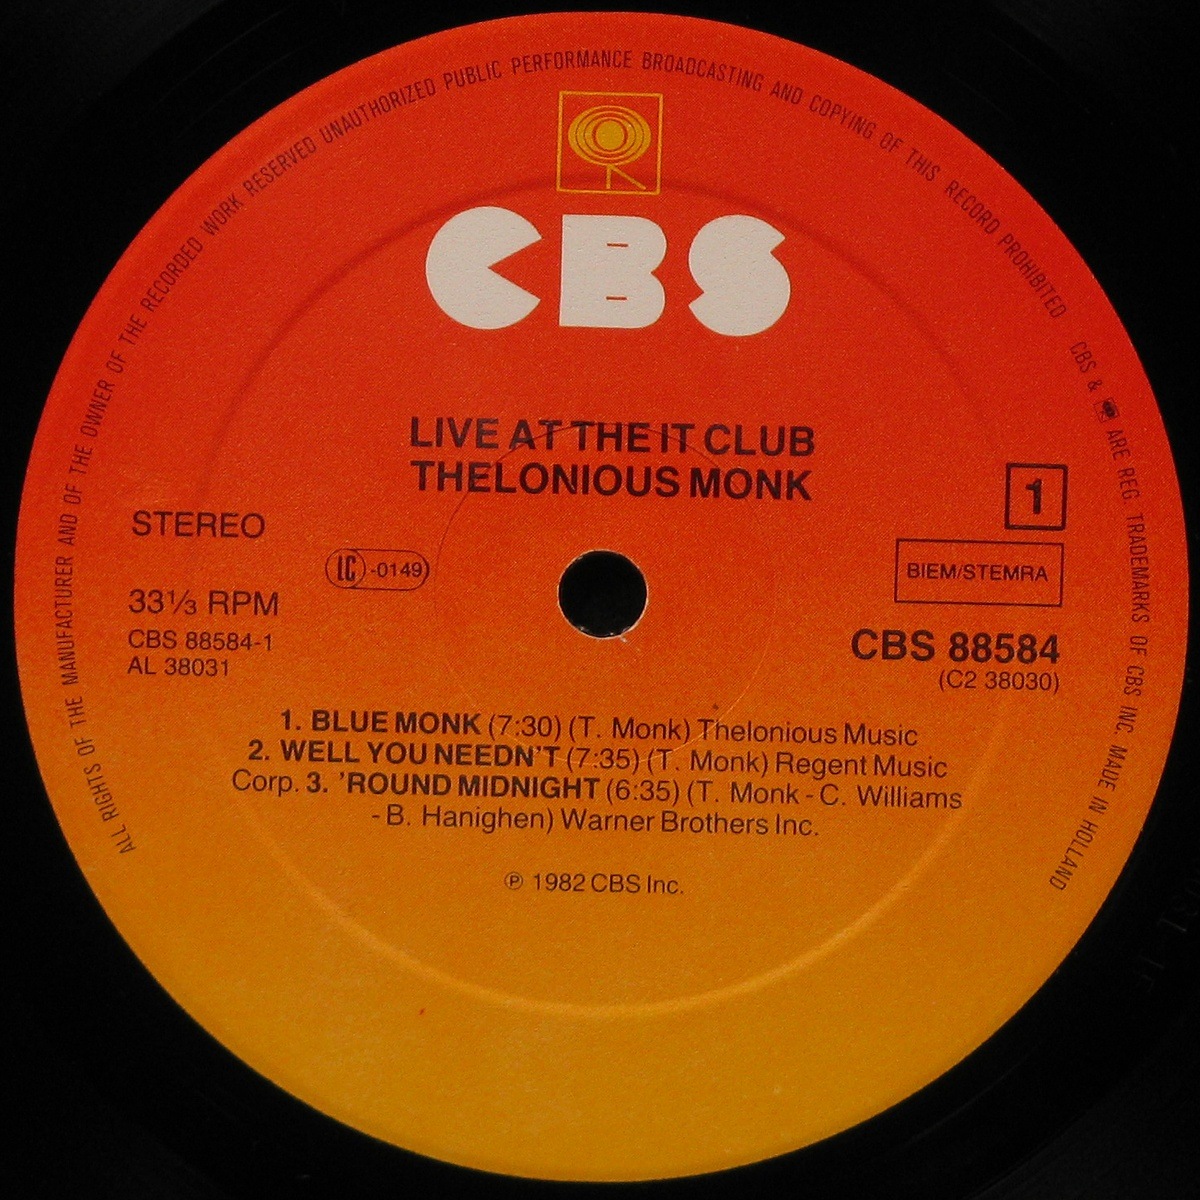 ALL RIGHTS OF THE MANUFACTURER AND OF THE OWNER OF THE RECORDED WORK RESERVED UNAUTHORIZED PUBLIC PERFORMANCE BROADCASTING AND COPYING OF THIS RECORD PROHIBITED CBS & ARE REG. TRADEMARKS OF CBS INC. MADE IN HOLLAND
CBS
LIVE AT THE IT CLUB
THELONIOUS MONK
1
STEREO
LC-0149
BIEM/STEMRA
33⅓ RPM
CBS 88584-1
AL 38031
CBS 88584
(C2 38030)
1. BLUE MONK (7:30) (T. Monk) Thelonious Music
2. WELL YOU NEEDN'T (7:35) (T. Monk) Regent Music
Corp. 3. 'ROUND MIDNIGHT (6:35) (T. Monk - C. Williams
- B. Hanighen) Warner Brothers Inc.
℗ 1982 CBS Inc.